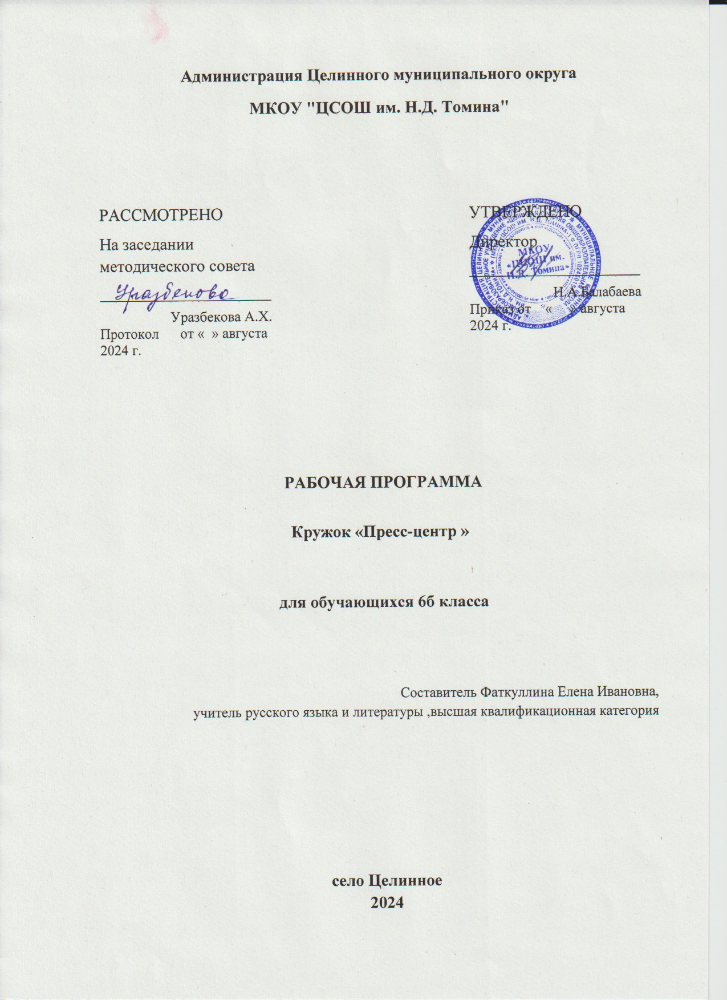 Администрация Целинного муниципального округа
МКОУ "ЦСОШ им. Н.Д. Томина"
РАССМОТРЕНО
На заседании
методического совета
Уразбекова
Уразбекова А.Х.
Протокол от « » августа
2024 г.
УТВЕРЖДЕНО
Директор
МКОУ
«ЦСОШ им.
Н.Д. Томина»
Н.А.Балабаева
Приказ от « » августа
2024 г.
РАБОЧАЯ ПРОГРАММА
Кружок «Пресс-центр »
для обучающихся 6б класса
Составитель Фаткуллина Елена Ивановна,
учитель русского языка и литературы ,высшая квалификационная категория
село Целинное
2024